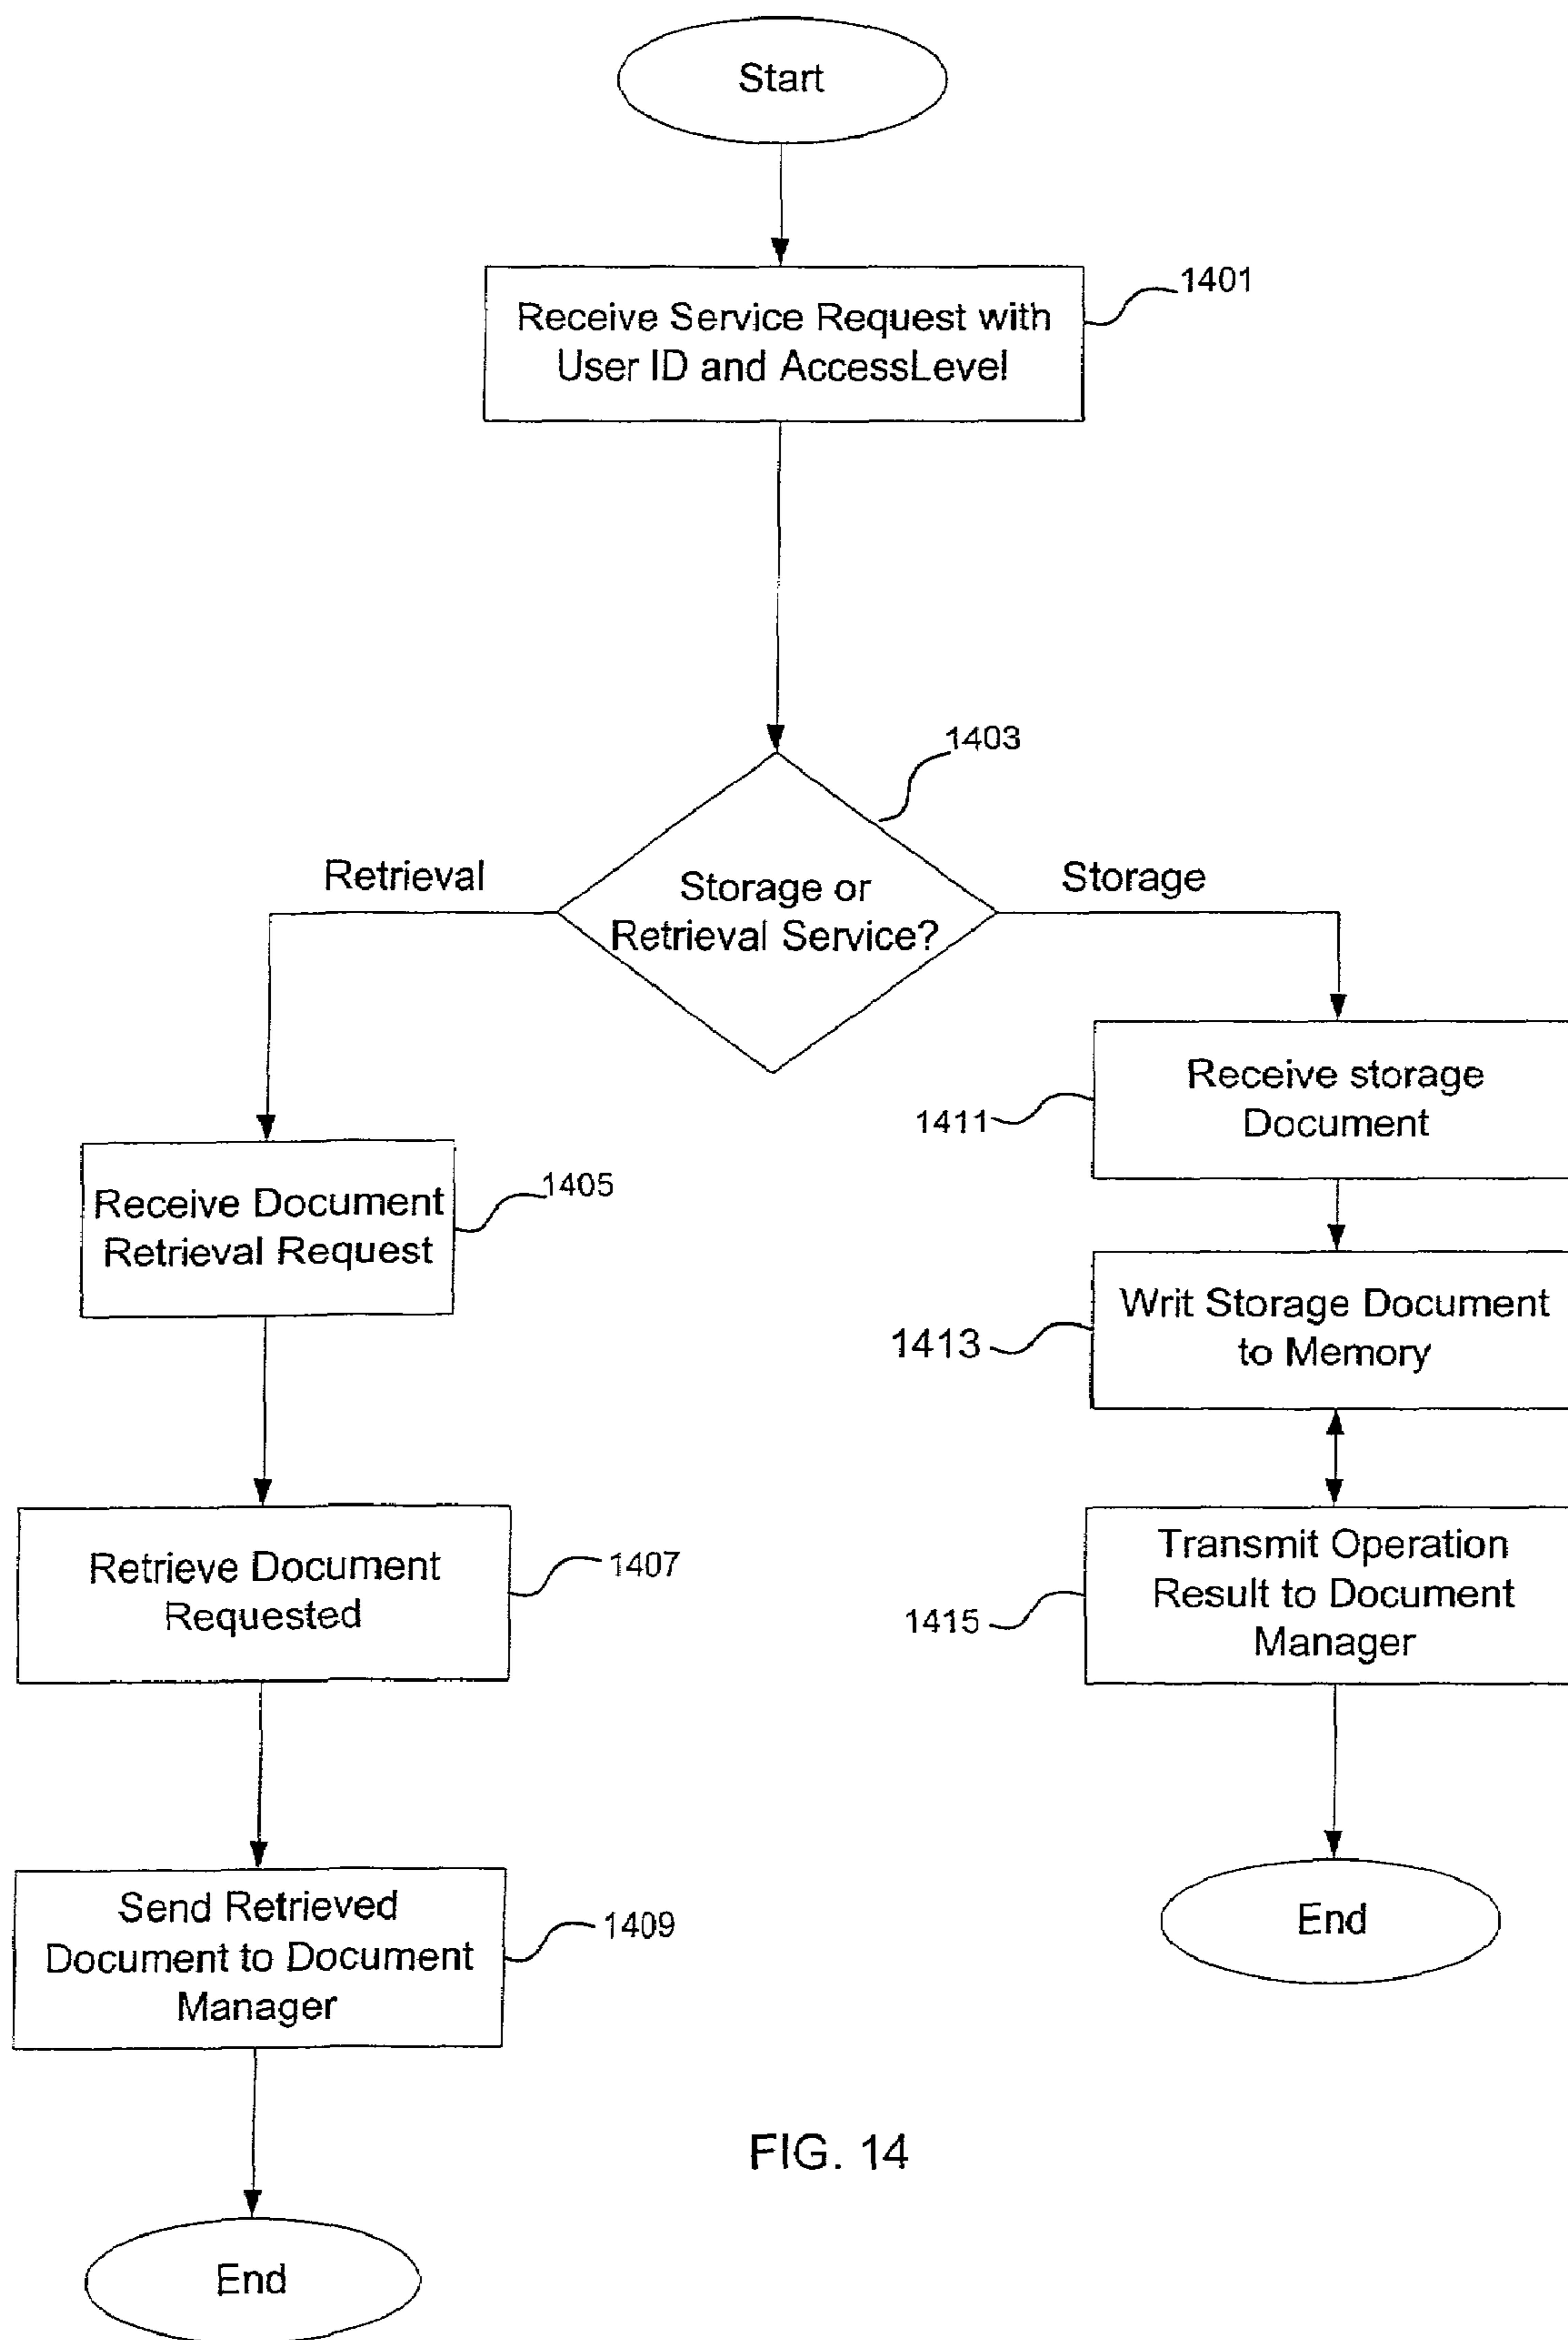 Start
1401
Receive Service Request with
User ID and AccessLevel
1403
Retrieval
Storage
Storage or
Retrieval Service?
Receive storage
Document
1411
1405
Receive Document
Retrieval Request
Writ Storage Document
to Memory
1413
Retrieve Document
Requested
1407
Transmit Operation
Result to Document
Manager
1415
Send Retrieved
Document to Document
Manager
1409
End
FIG. 14
End